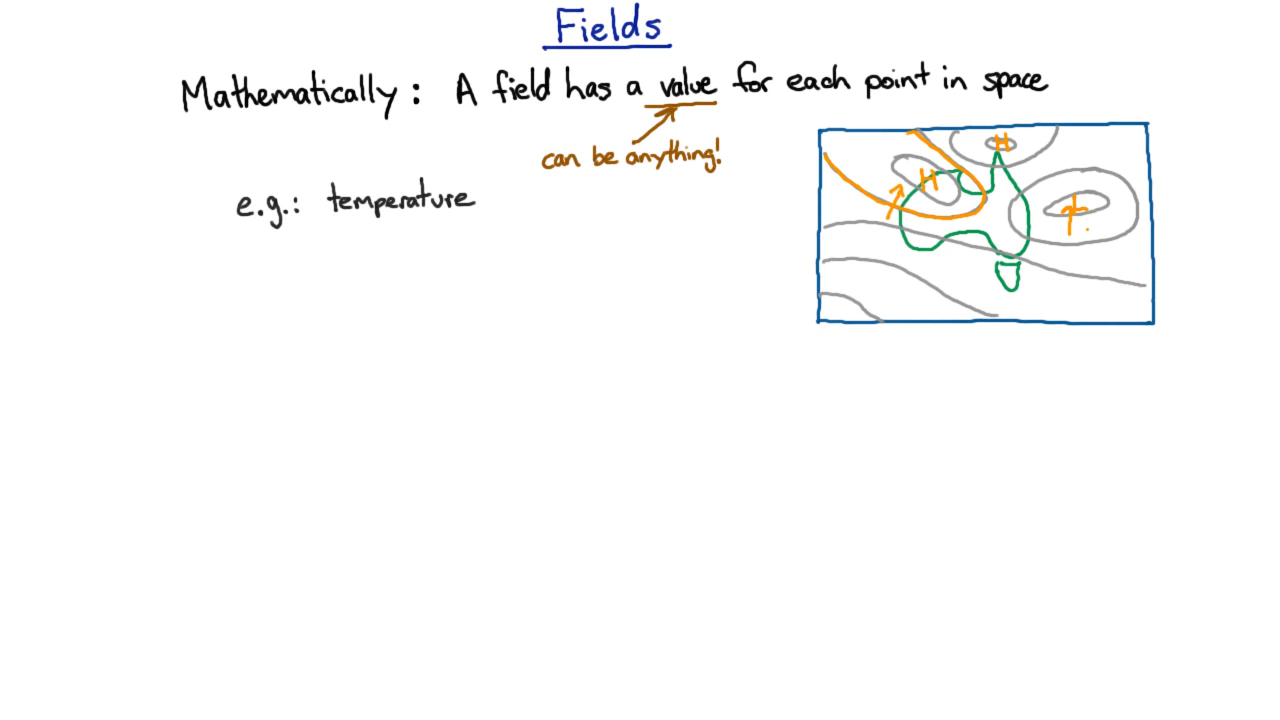 Fields
Mathematically: A field has a value for each point in space
can be anything!
e.g.: temperature
H
H